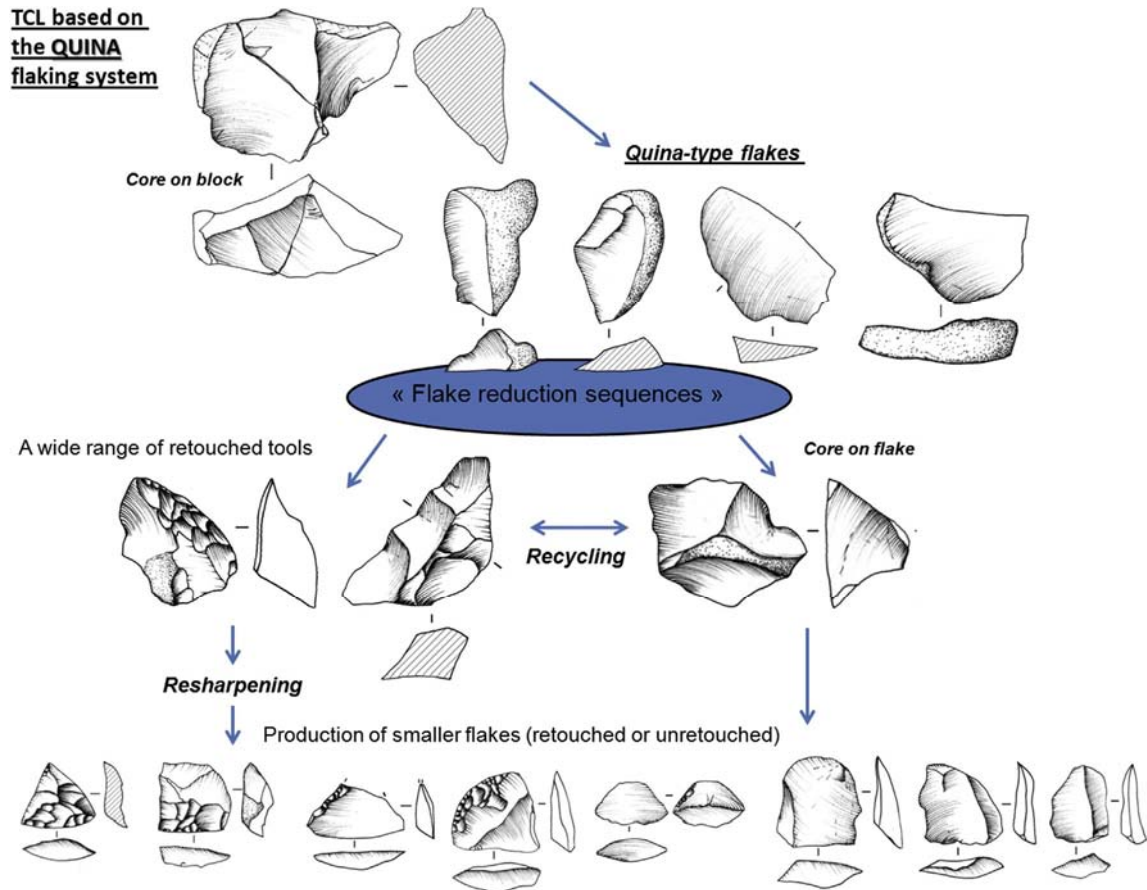 TCL based on
the QUINA
flaking system
Core on block
Quina-type flakes
« Flake reduction sequences »
A wide range of retouched tools
Core on flake
Recycling
Resharpening
Production of smaller flakes (retouched or unretouched)